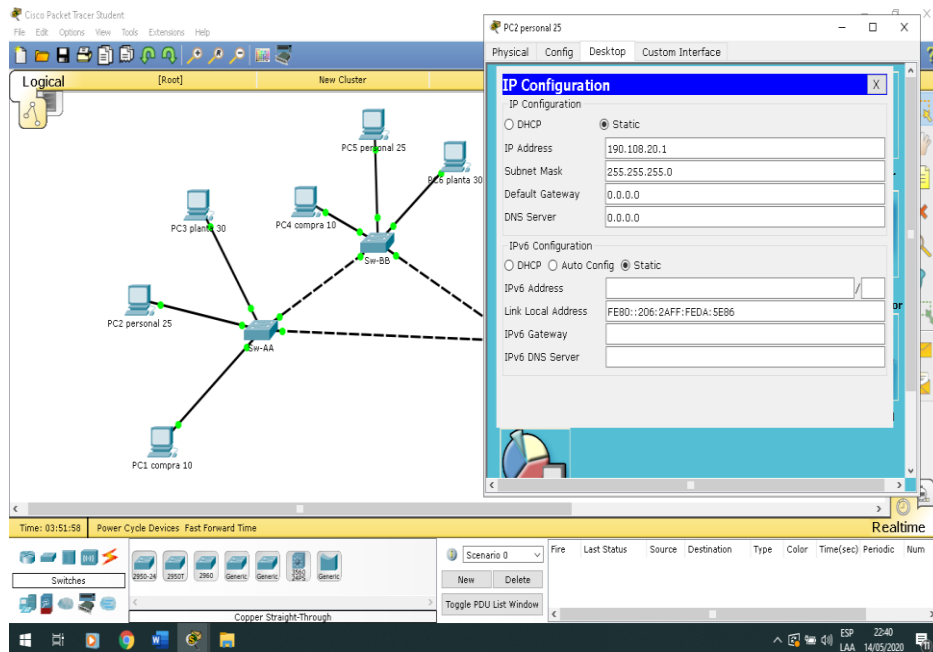 Cisco Packet Tracer Student
File Edit Options View Tools Extensions Help
Logical
[Root]
New Cluster
PC5 personal 25
planta 30
PC3 planta 30
PC4 compra 10
Sw-BB
PC2 personal 25
Sw-AA
PC1 compra 10
PC2 personal 25
Physical Config Desktop Custom Interface
IP Configuration X
IP Configuration
DHCP Static
IP Address 190.108.20.1
Subnet Mask 255.255.255.0
Default Gateway 0.0.0.0
DNS Server 0.0.0.0
IPv6 Configuration
DHCP Auto Config Static
IPv6 Address /
Link Local Address FE80::206:2AFF:FEDA:5E86
IPv6 Gateway
IPv6 DNS Server
Time: 03:51:58 Power Cycle Devices Fast Forward Time
Realtime
Switches
2950-24 2950T 2960 Generic Generic Generic
Copper Straight-Through
Scenario 0
New Delete
Toggle PDU List Window
Fire Last Status Source Destination Type Color Time(sec) Periodic Num
ESP 22:40
LAA 14/05/2020